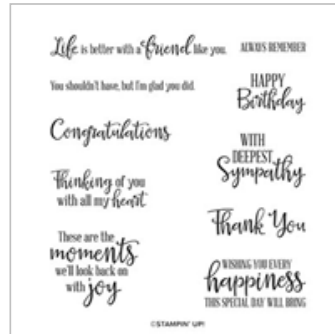 Life is better with a friend like you.
You shouldn't have, but I'm glad you did.
Congratulations
Thinking of you
with all my heart
These are the
moments
we'll look back on
with joy
ALWAYS REMEMBER
HAPPY
Birthday
WITH
DEEPEST
Sympathy
Thank You
WISHING YOU EVERY
happiness
THIS SPECIAL DAY WILL BRING
©STAMPIN' UP!